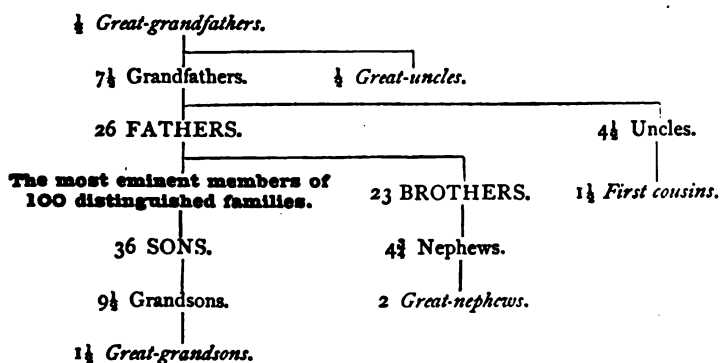 ½ Great-grandfathers.
7½ Grandfathers. ½ Great-uncles.
26 FATHERS. 4½ Uncles.
The most eminent members of
100 distinguished families.
23 BROTHERS. 1½ First cousins.
36 SONS. 4¾ Nephews.
9½ Grandsons. 2 Great-nephews.
1½ Great-grandsons.